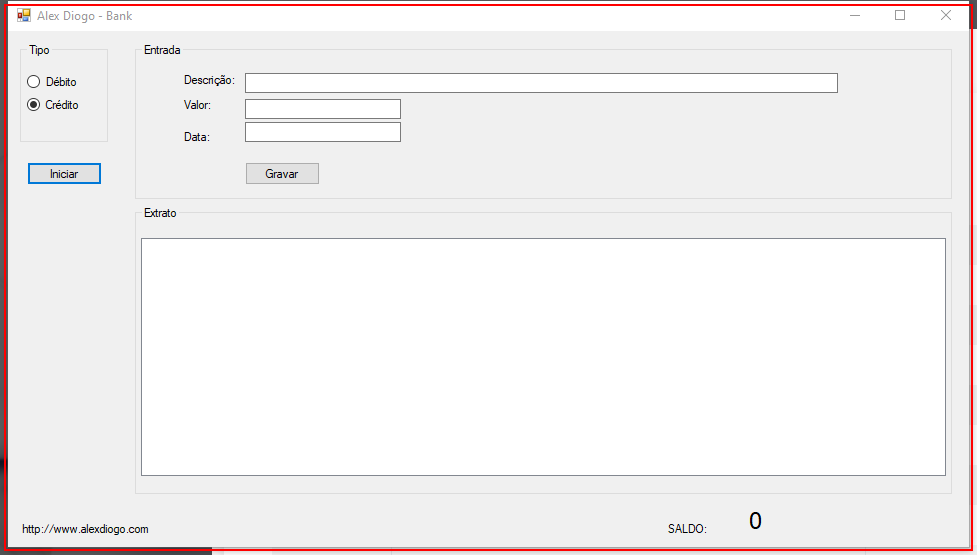 Alex Diogo - Bank
Tipo
Débito
Crédito
Iniciar
Entrada
Descrição:
Valor:
Data:
Gravar
Extrato
http://www.alexdiogo.com
SALDO: 0